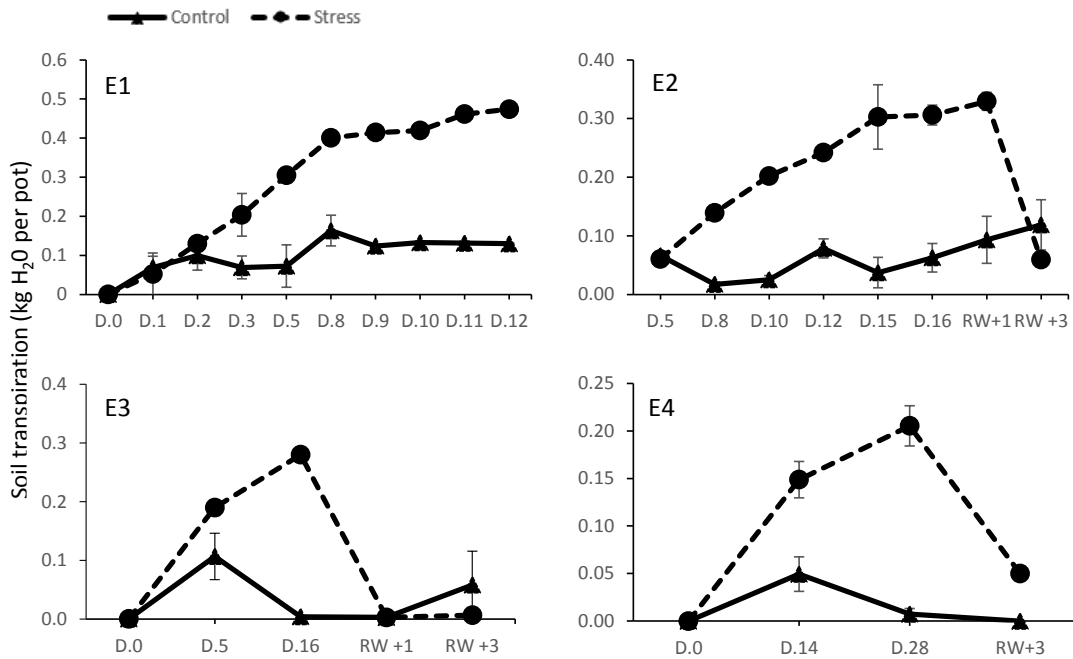 Control Stress
Soil transpiration (kg H₂0 per pot)
E1
0.6
0.5
0.4
0.3
0.2
0.1
0
D.0 D.1 D.2 D.3 D.5 D.8 D.9 D.10 D.11 D.12
E2
0.40
0.30
0.20
0.10
0.00
D.5 D.8 D.10 D.12 D.15 D.16 RW+1 RW +3
E3
0.4
0.3
0.2
0.1
0.0
D.0 D.5 D.16 RW +1 RW +3
E4
0.25
0.20
0.15
0.10
0.05
0.00
D.0 D.14 D.28 RW+3